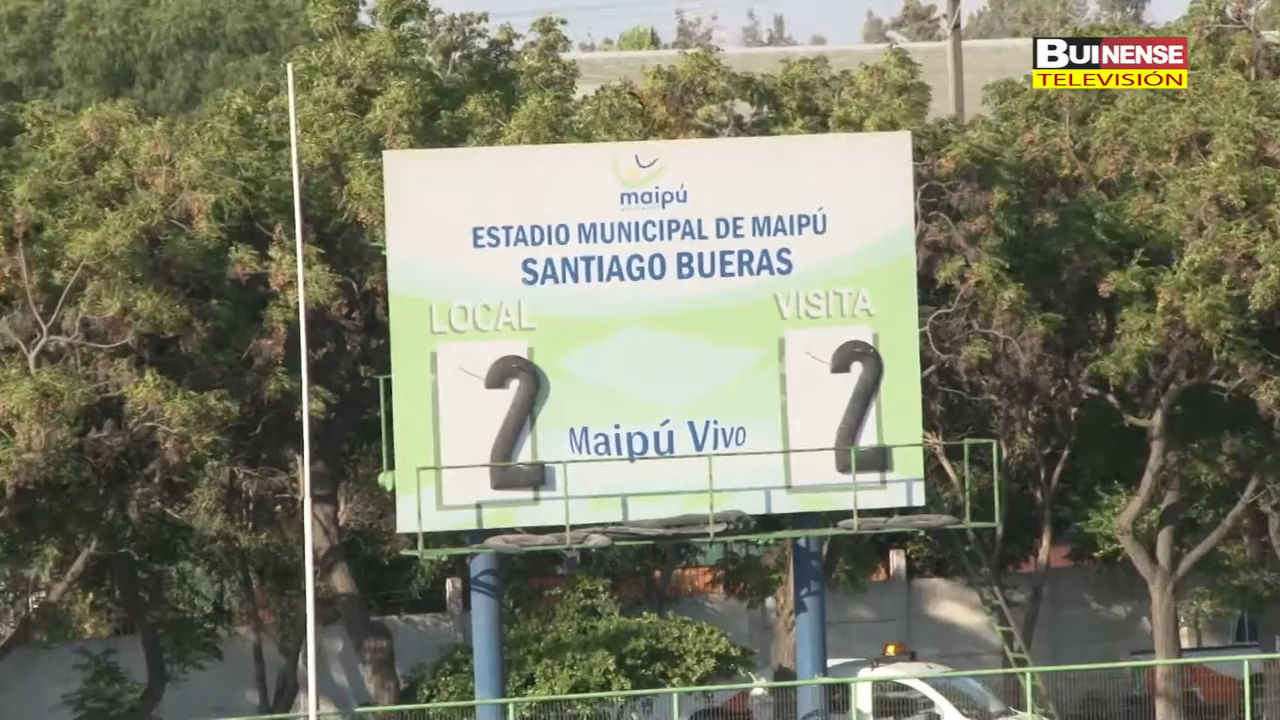 BUINENSE
TELEVISIÓN
maipú
ESTADIO MUNICIPAL DE MAIPÚ
SANTIAGO BUERAS
LOCAL VISITA
2 2
Maipú Vivo